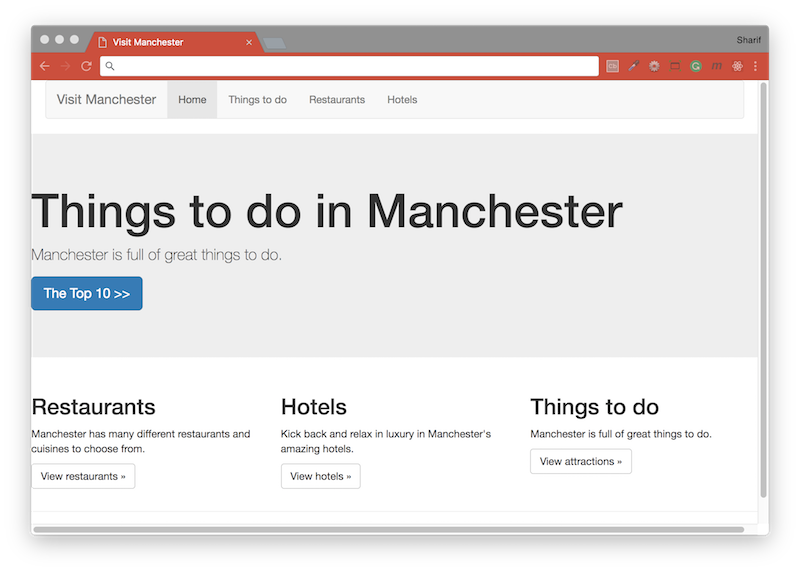 Visit Manchester
Sharif
Visit Manchester Home Things to do Restaurants Hotels
Things to do in Manchester
Manchester is full of great things to do.
The Top 10 >>
Restaurants
Manchester has many different restaurants and
cuisines to choose from.
View restaurants »
Hotels
Kick back and relax in luxury in Manchester's
amazing hotels.
View hotels »
Things to do
Manchester is full of great things to do.
View attractions »